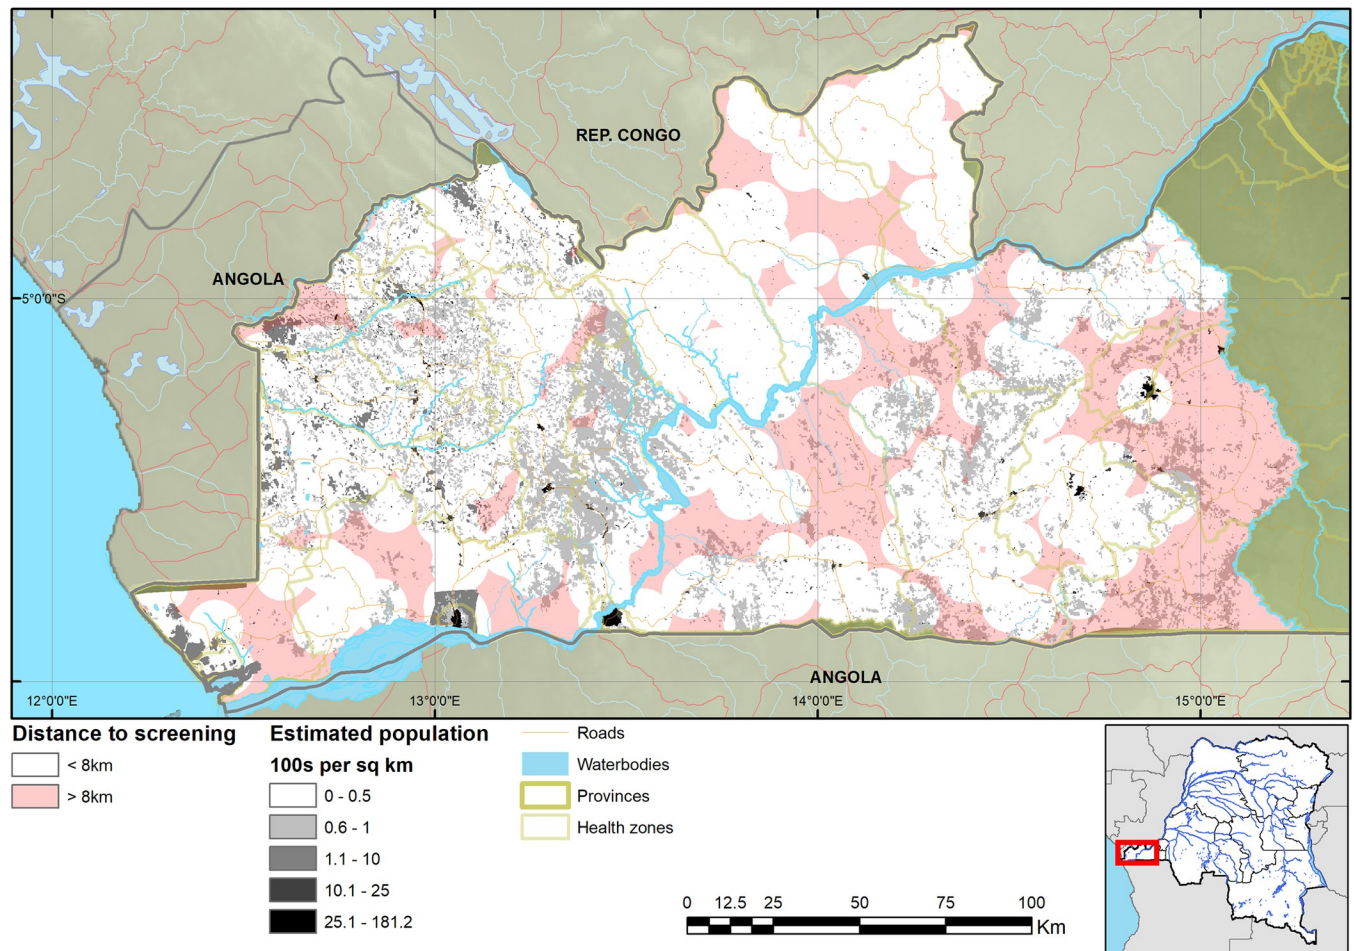 REP. CONGO
ANGOLA
5°0'0"S
ANGOLA
12°0'0"E
13°0'0"E
14°0'0"E
15°0'0"E
Distance to screening
< 8km
> 8km
Estimated population
100s per sq km
0 - 0.5
0.6 - 1
1.1 - 10
10.1 - 25
25.1 - 181.2
Roads
Waterbodies
Provinces
Health zones
0 12.5 25 50 75 100
Km